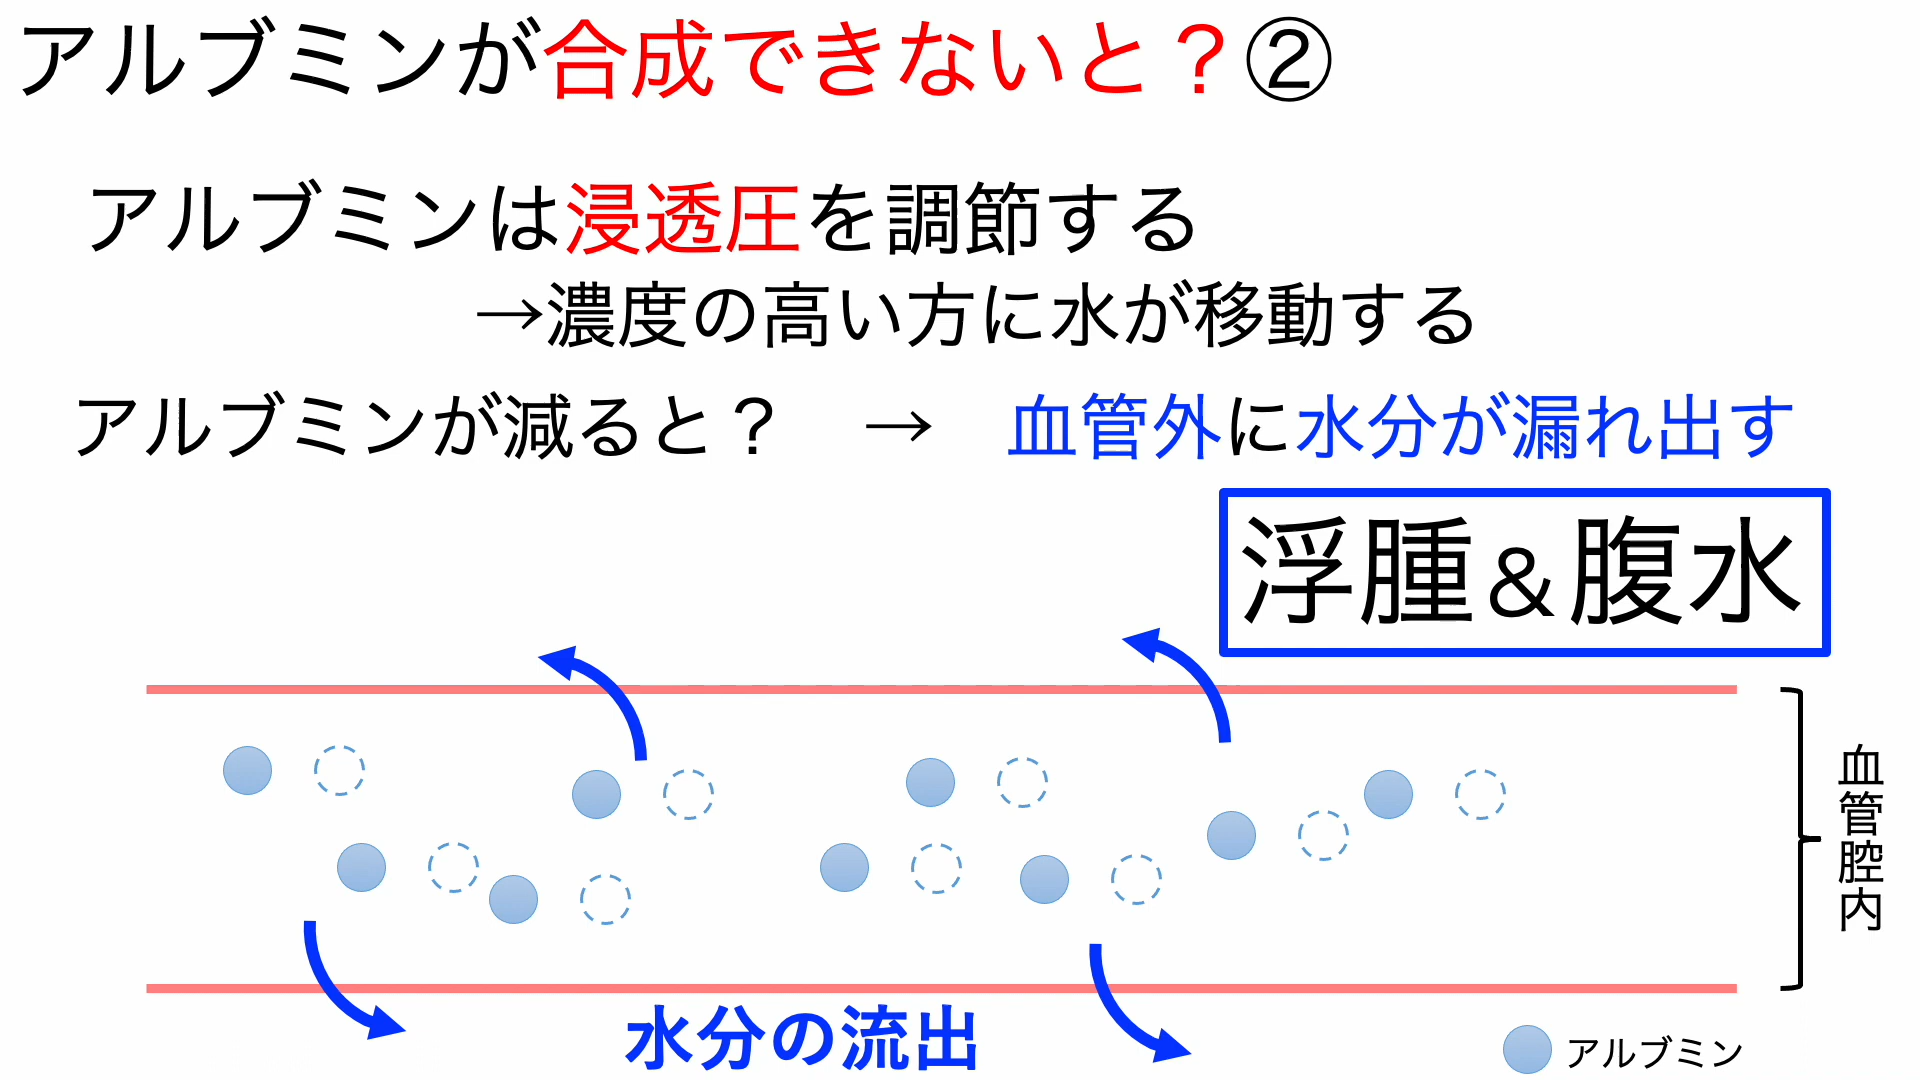 アルブミンが合成できないと？②
アルブミンは浸透圧を調節する
→濃度の高い方に水が移動する
アルブミンが減ると？　→　血管外に水分が漏れ出す
浮腫＆腹水
血管腔内
水分の流出
アルブミン